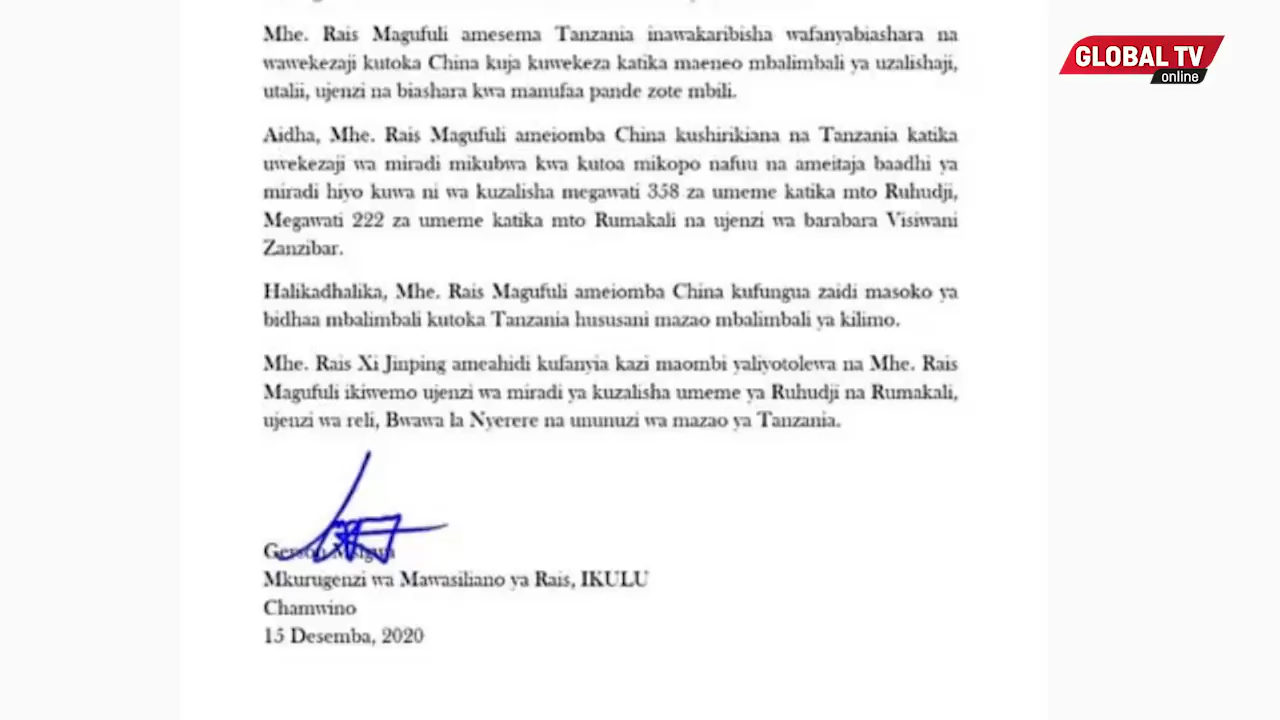 Mhe. Rais Magufuli amesema Tanzania inawakaribisha wafanyabiashara na
wawekezaji kutoka China kuja kuwekeza katika maeneo mbalimbali ya uzalishaji,
utalii, ujenzi na biashara kwa manufaa pande zote mbili.
Aidha, Mhe. Rais Magufuli ameiomba China kushirikiana na Tanzania katika
uwekezaji wa miradi mikubwa kwa kutoa mikopo nafuu na ameitaja baadhi ya
miradi hiyo kuwa ni wa kuzalisha megawati 358 za umeme katika mto Ruhudji,
Megawati 222 za umeme katika mto Rumakali na ujenzi wa barabara Visiwani
Zanzibar.
Halikadhalika, Mhe. Rais Magufuli ameiomba China kufungua zaidi masoko ya
bidhaa mbalimbali kutoka Tanzania hususani mazao mbalimbali ya kilimo.
Mhe. Rais Xi Jinping ameahidi kufanyia kazi maombi yaliyotolewa na Mhe. Rais
Magufuli ikiwemo ujenzi wa miradi ya kuzalisha umeme ya Ruhudji na Rumakali,
ujenzi wa reli, Bwawa la Nyerere na ununuzi wa mazao ya Tanzania.
Mkurugenzi wa Mawasiliano ya Rais, IKULU
Chamwino
15 Desemba, 2020
GLOBAL TV
online